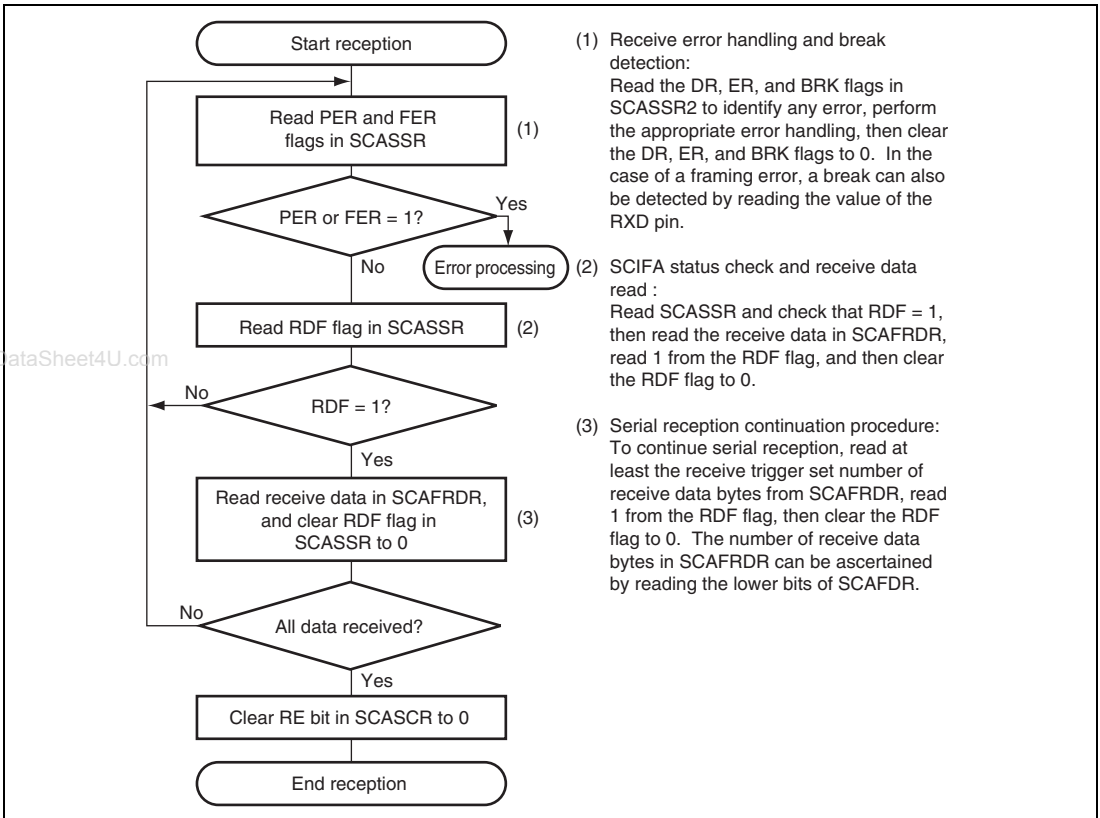 Start reception
Read PER and FER
flags in SCASSR
(1)
PER or FER = 1?
Yes
No
Error processing
Read RDF flag in SCASSR
(2)
DataSheet4U.com
No
RDF = 1?
Yes
Read receive data in SCAFRDR,
and clear RDF flag in
SCASSR to 0
(3)
No
All data received?
Yes
Clear RE bit in SCASCR to 0
End reception
(1) Receive error handling and break
detection:
Read the DR, ER, and BRK flags in
SCASSR2 to identify any error, perform
the appropriate error handling, then clear
the DR, ER, and BRK flags to 0. In the
case of a framing error, a break can also
be detected by reading the value of the
RXD pin.
(2) SCIFA status check and receive data
read :
Read SCASSR and check that RDF = 1,
then read the receive data in SCAFRDR,
read 1 from the RDF flag, and then clear
the RDF flag to 0.
(3) Serial reception continuation procedure:
To continue serial reception, read at
least the receive trigger set number of
receive data bytes from SCAFRDR, read
1 from the RDF flag, then clear the RDF
flag to 0. The number of receive data
bytes in SCAFRDR can be ascertained
by reading the lower bits of SCAFDR.